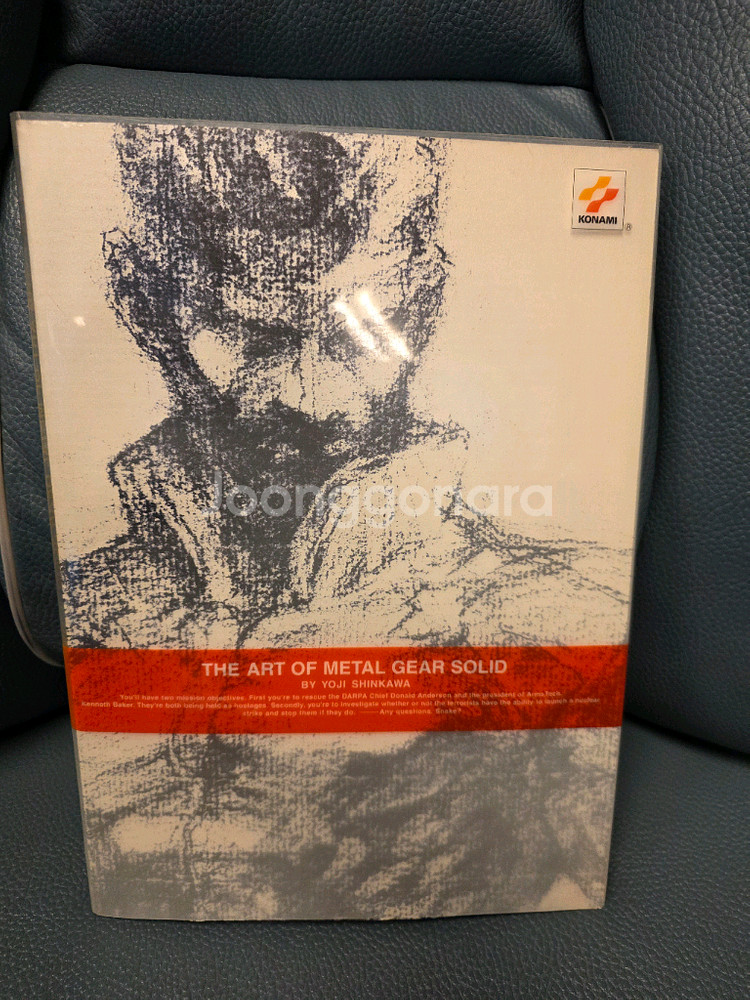 KONAMI
®
Joonggonara
THE ART OF METAL GEAR SOLID
BY YOJI SHINKAWA
You'll have two mission objectives. First you're to rescue the DARPA Chief Donald Anderson and the president of ArmsTech,
Kenneth Baker. They're both being held as hostages. Secondly, you're to investigate whether or not the terrorists have the ability to launch a nuclear
strike and stop them if they do. ——— Any questions, Snake?